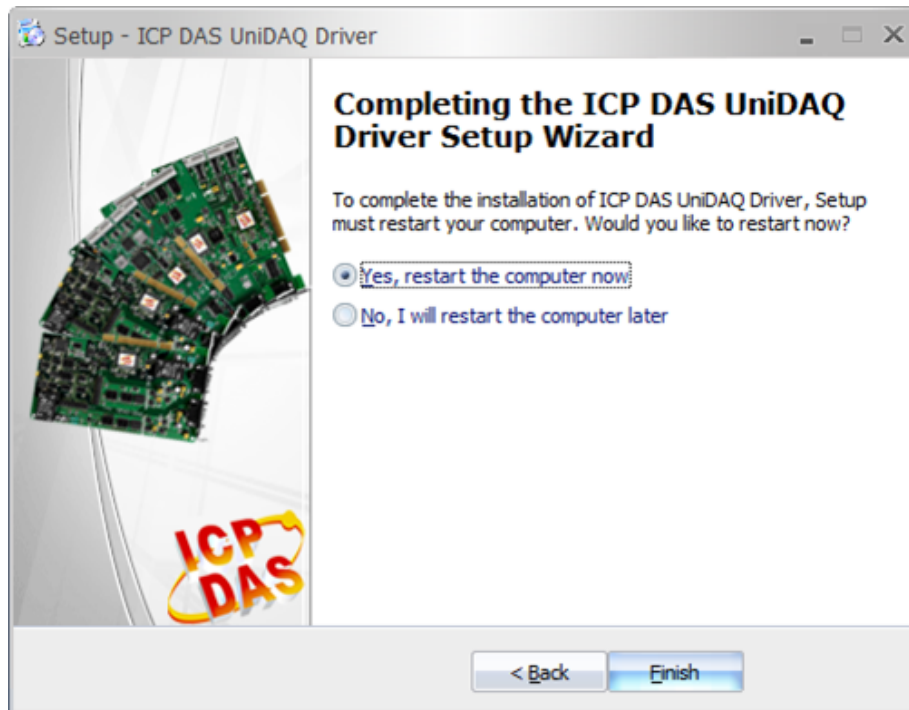 Setup - ICP DAS UniDAQ Driver
Completing the ICP DAS UniDAQ
Driver Setup Wizard
To complete the installation of ICP DAS UniDAQ Driver, Setup
must restart your computer. Would you like to restart now?
Yes, restart the computer now
No, I will restart the computer later
ICP
DAS
< Back
Finish